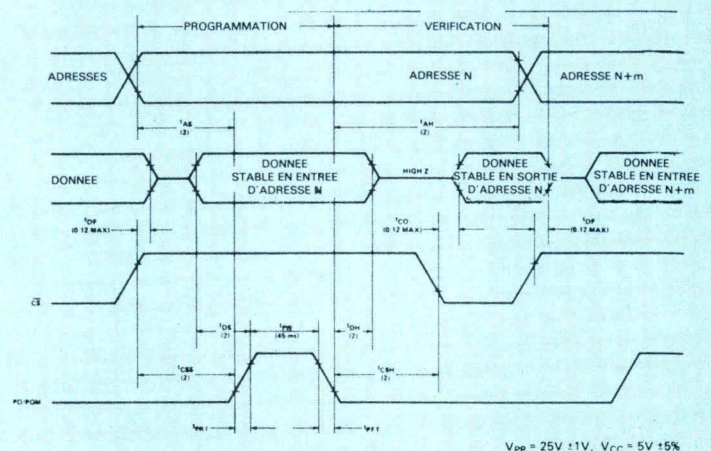 PROGRAMMATION
VERIFICATION
ADRESSES
ADRESSE N
ADRESSE N+m
tAS
(2)
tAH
(2)
DONNEE
DONNEE
STABLE EN ENTREE
D'ADRESSE N
HIGH Z
DONNEE
STABLE EN SORTIE
D'ADRESSE N
DONNEE
STABLE EN ENTREE
D'ADRESSE N+m
tDF
(0.12 MAX)
tCO
(0.12 MAX)
tDF
(0.12 MAX)
CS
tDS
(2)
tPW
(45 ms)
tDH
(2)
tCSS
(2)
tCSH
(2)
PD/PGM
tPRT
tPFT
VPP = 25V ±1V, VCC = 5V ±5%